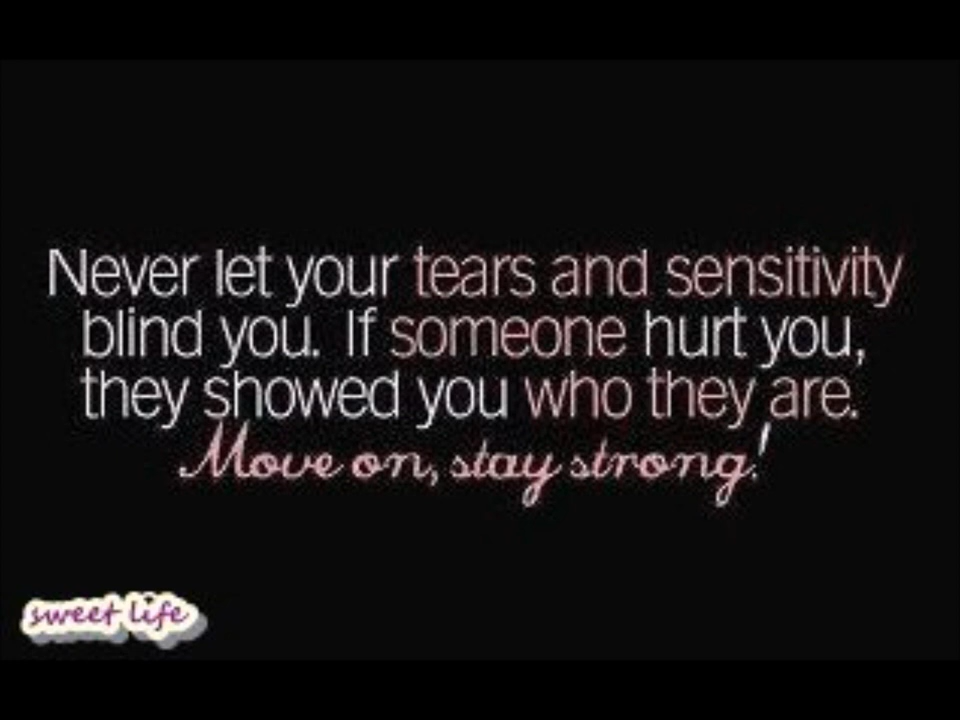 Never let your tears and sensitivity
blind you. If someone hurt you,
they showed you who they are.
Move on, stay strong!
sweet life